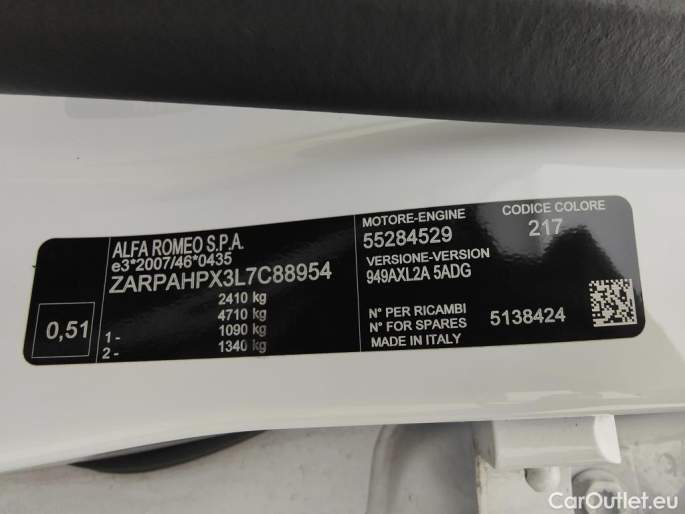 ALFA ROMEO S.P.A.
e3*2007/46*0435
ZARPAHPX3L7C88954
2410 kg
4710 kg
1- 1090 kg
2- 1340 kg
0,51
MOTORE-ENGINE
55284529
CODICE COLORE
217
VERSIONE-VERSION
949AXL2A 5ADG
N° PER RICAMBI
N° FOR SPARES
5138424
MADE IN ITALY
CarOutlet.eu